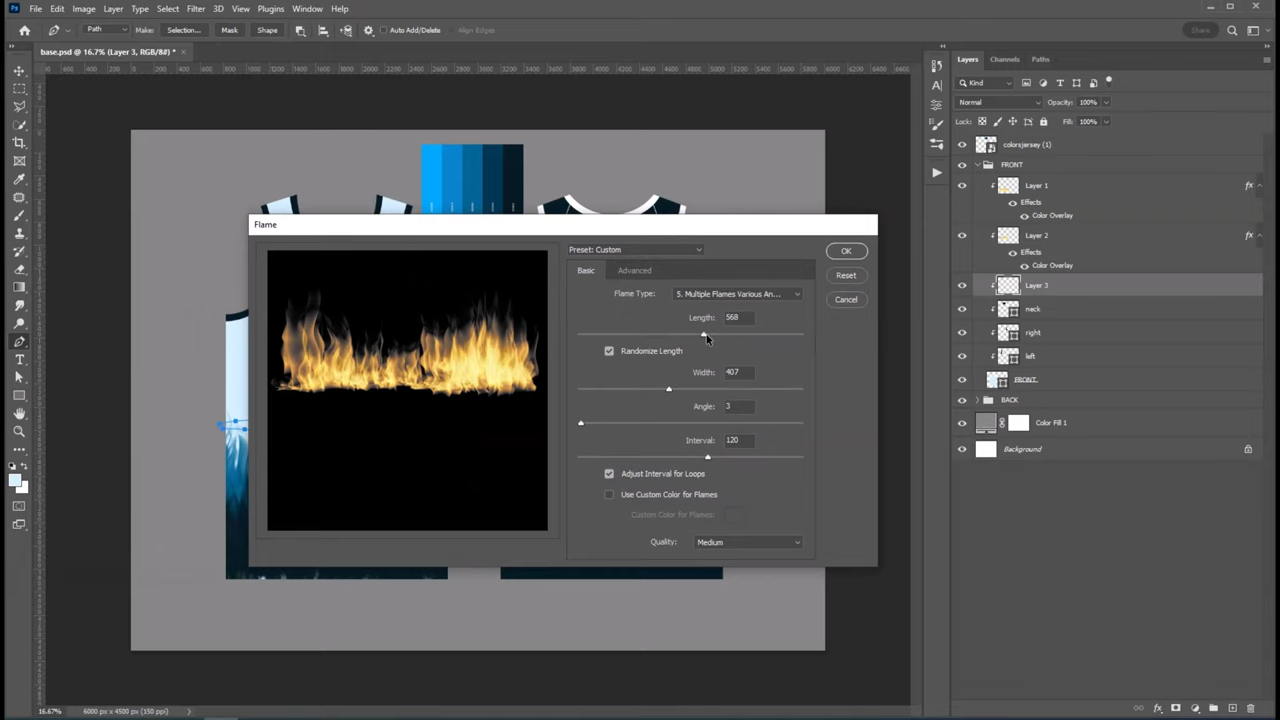 Ps File Edit Image Layer Type Select Filter 3D View Plugins Window Help
Path Make: Selection... Mask Shape Auto Add/Delete Align Edges Share
base.psd @ 16.7% (Layer 3, RGB/8#) *
Layers Channels Paths
Kind
Normal Opacity: 100%
Lock: Fill: 100%
colorsjersey (1)
FRONT
Layer 1 fx
Effects
Color Overlay
Layer 2 fx
Effects
Color Overlay
Layer 3
neck
right
left
FRONT
BACK
Color Fill 1
Background
Flame
Preset: Custom
OK
Basic Advanced
Reset
Flame Type: 5. Multiple Flames Various An...
Cancel
Length: 568
Randomize Length
Width: 407
Angle: 3
Interval: 120
Adjust Interval for Loops
Use Custom Color for Flames
Custom Color for Flames:
Quality: Medium
16.67% 6000 px x 4500 px (150 ppi)